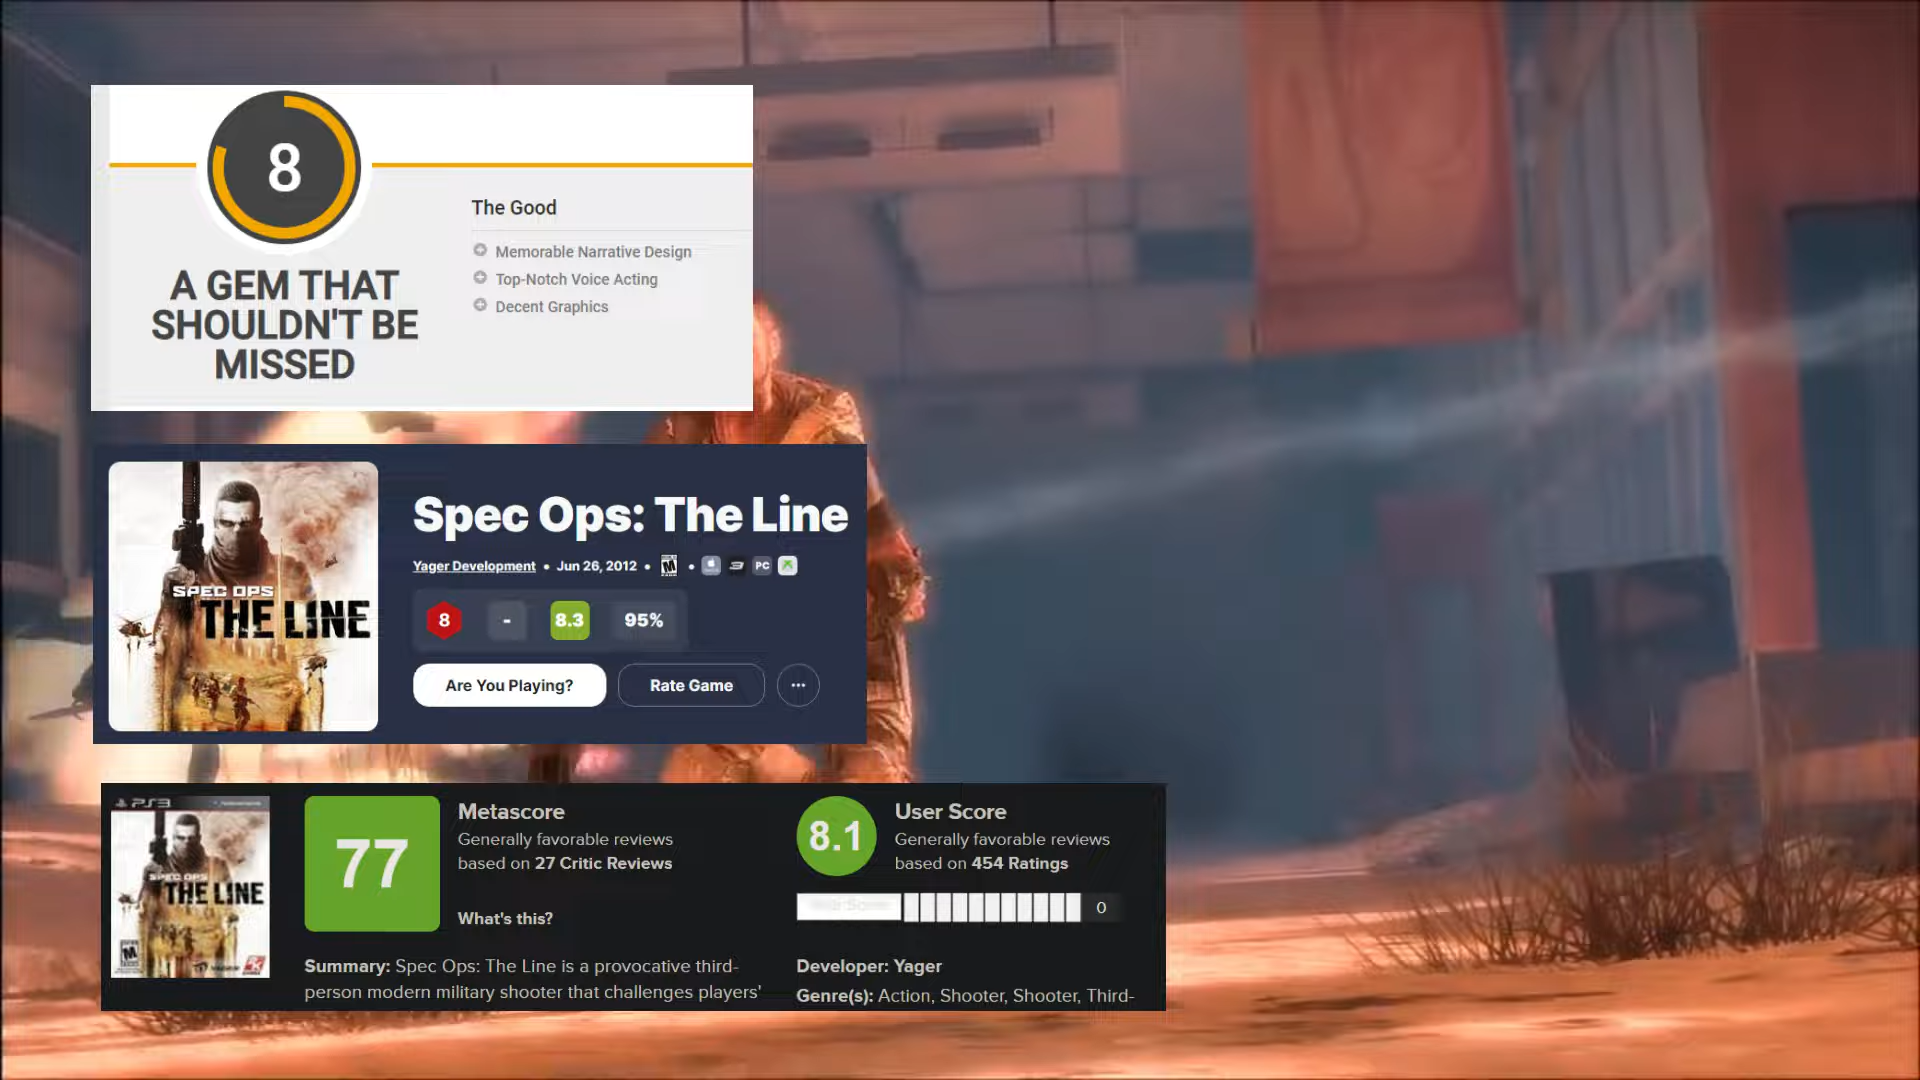 8
A GEM THAT
SHOULDN'T BE
MISSED
The Good
Memorable Narrative Design
Top-Notch Voice Acting
Decent Graphics
SPEC OPS
THE LINE
Spec Ops: The Line
Yager Development • Jun 26, 2012 • M • PC
8 - 8.3 95%
Are You Playing? Rate Game ...
PS3
SPEC OPS
THE LINE
M
2K
77
Metascore
Generally favorable reviews
based on 27 Critic Reviews
What's this?
8.1
User Score
Generally favorable reviews
based on 454 Ratings
0
Summary: Spec Ops: The Line is a provocative third-
person modern military shooter that challenges players'
Developer: Yager
Genre(s): Action, Shooter, Shooter, Third-